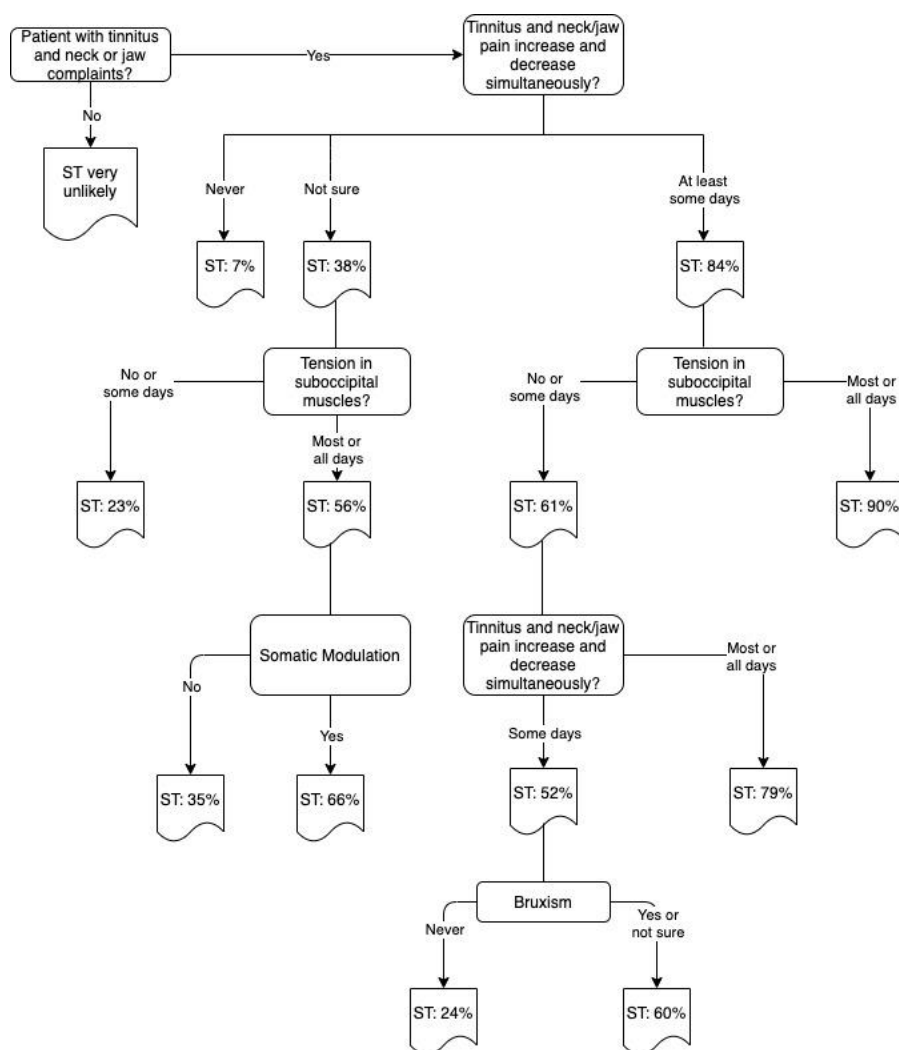 Patient with tinnitus
and neck or jaw
complaints?
Yes
Tinnitus and neck/jaw
pain increase and
decrease
simultaneously?
No
ST very
unlikely
Never
Not sure
At least
some days
ST: 7%
ST: 38%
ST: 84%
Tension in
suboccipital
muscles?
Tension in
suboccipital
muscles?
No or
some days
Most or
all days
No or
some days
Most or
all days
ST: 23%
ST: 56%
ST: 61%
ST: 90%
Somatic Modulation
Tinnitus and neck/jaw
pain increase and
decrease
simultaneously?
Most or
all days
No
Yes
Some days
ST: 35%
ST: 66%
ST: 52%
ST: 79%
Bruxism
Never
Yes or
not sure
ST: 24%
ST: 60%